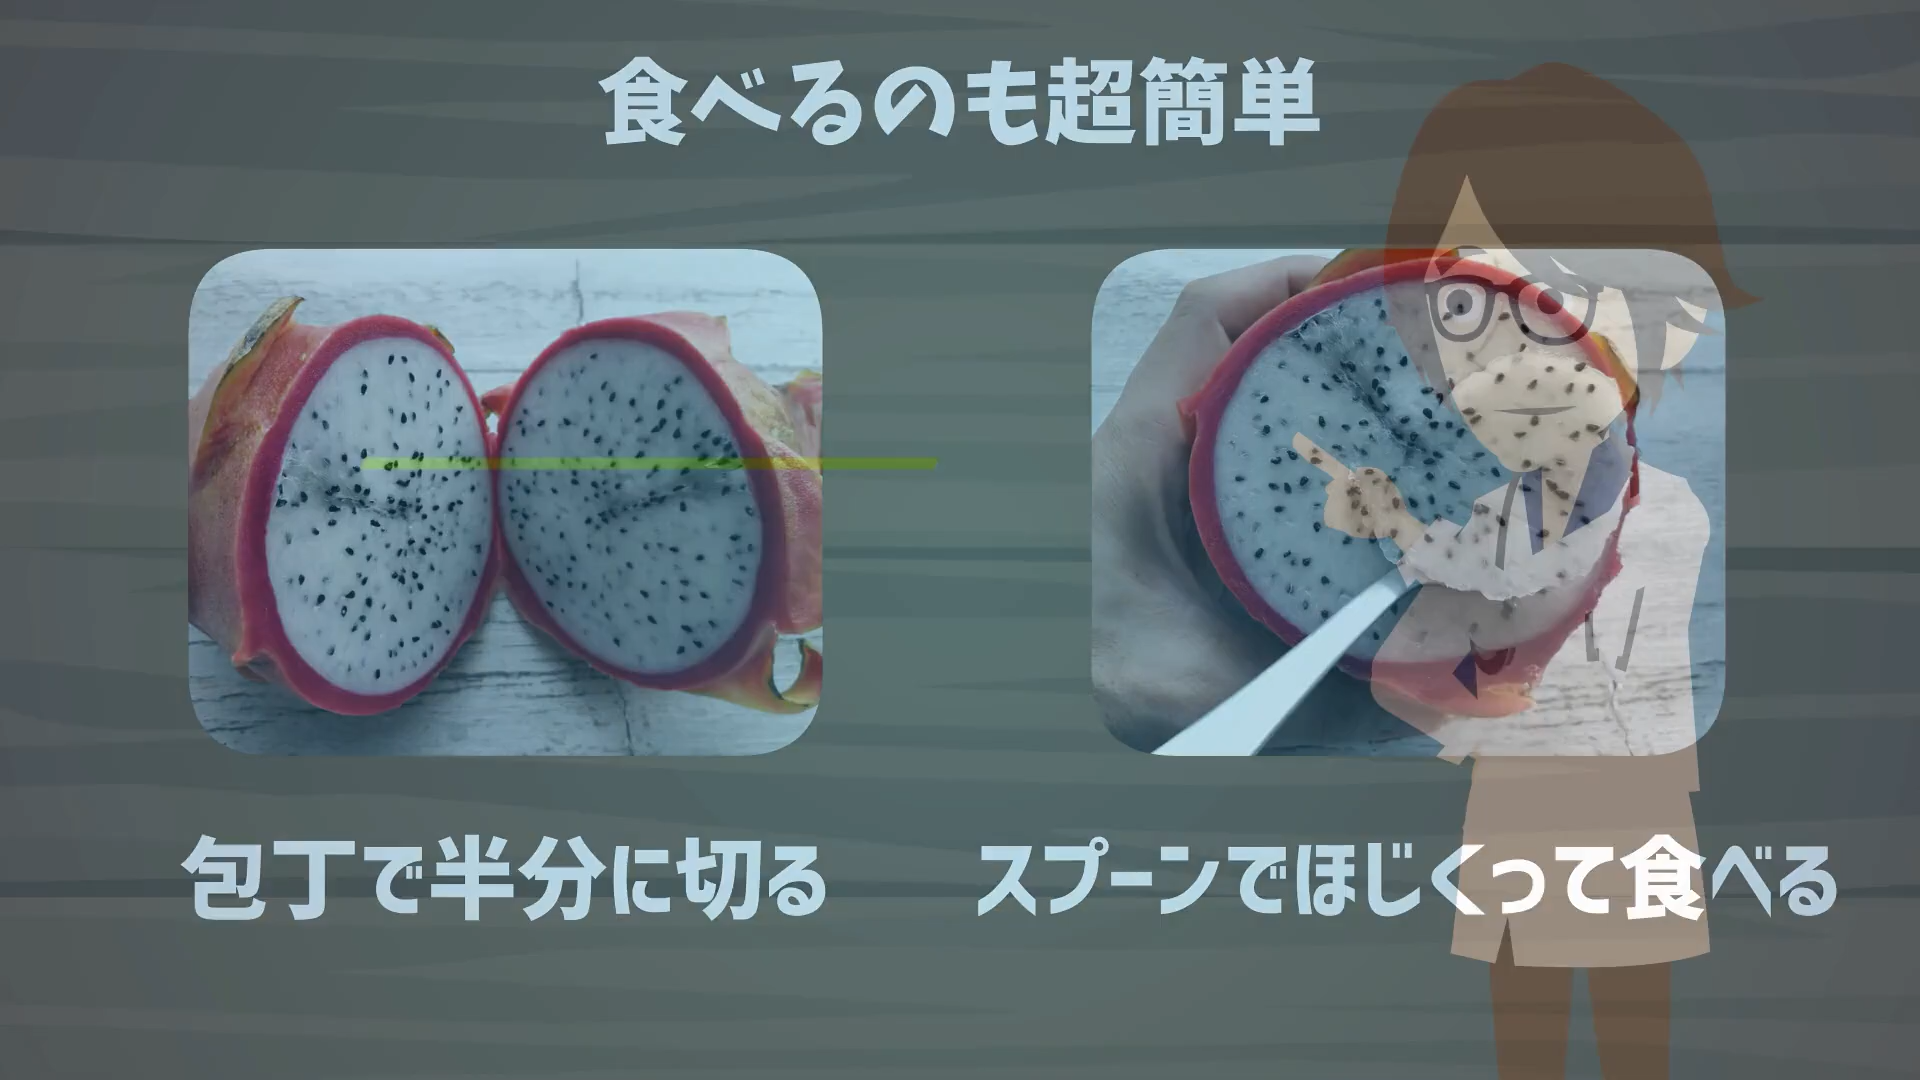 食べるのも超簡単
包丁で半分に切る
スプーンでほじくって食べる